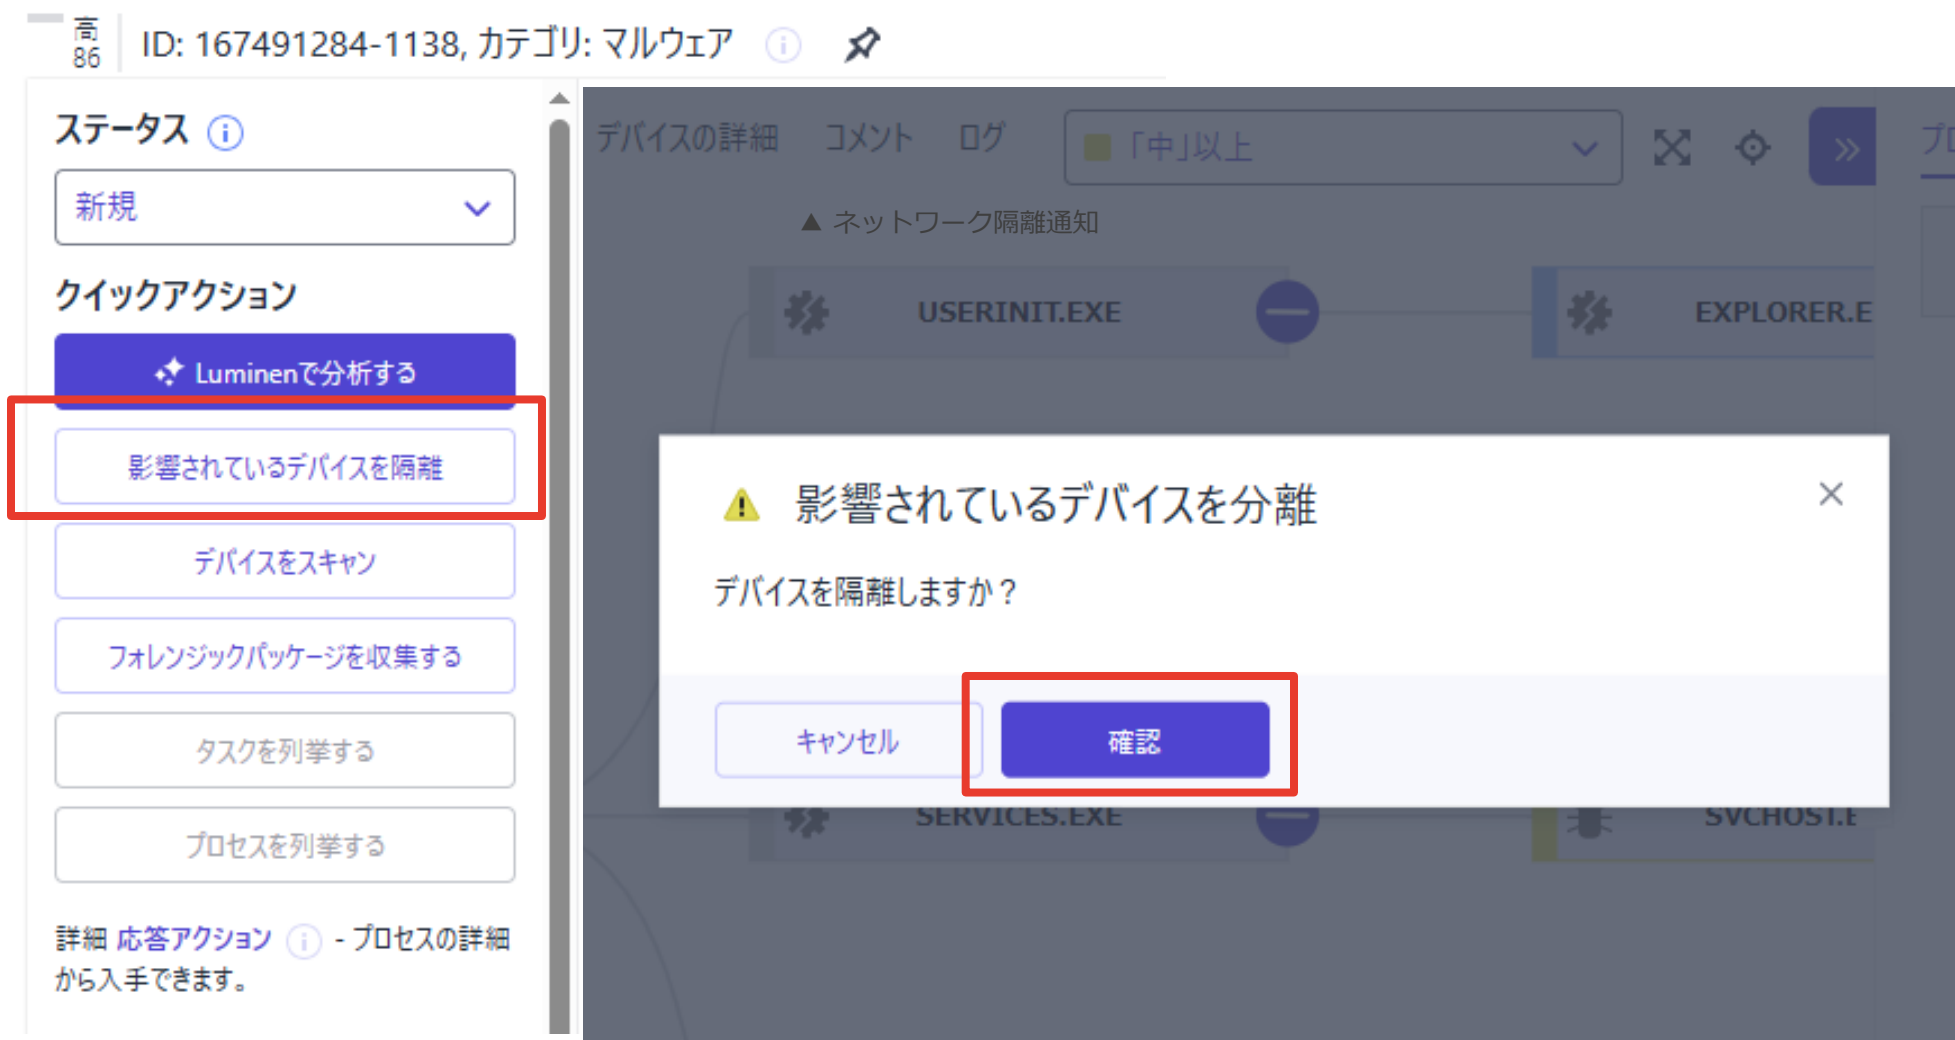 高
86
ID: 167491284-1138, カテゴリ: マルウェア
ステータス
新規
クイックアクション
Luminenで分析する
影響されているデバイスを隔離
デバイスをスキャン
フォレンジックパッケージを収集する
タスクを列挙する
プロセスを列挙する
詳細 応答アクション - プロセスの詳細
から入手できます。
デバイスの詳細 コメント ログ
「中」以上
▲ ネットワーク隔離通知
USERINIT.EXE
EXPLORER.E
影響されているデバイスを分離
デバイスを隔離しますか？
キャンセル
確認
SERVICES.EXE
SVCHOST.E